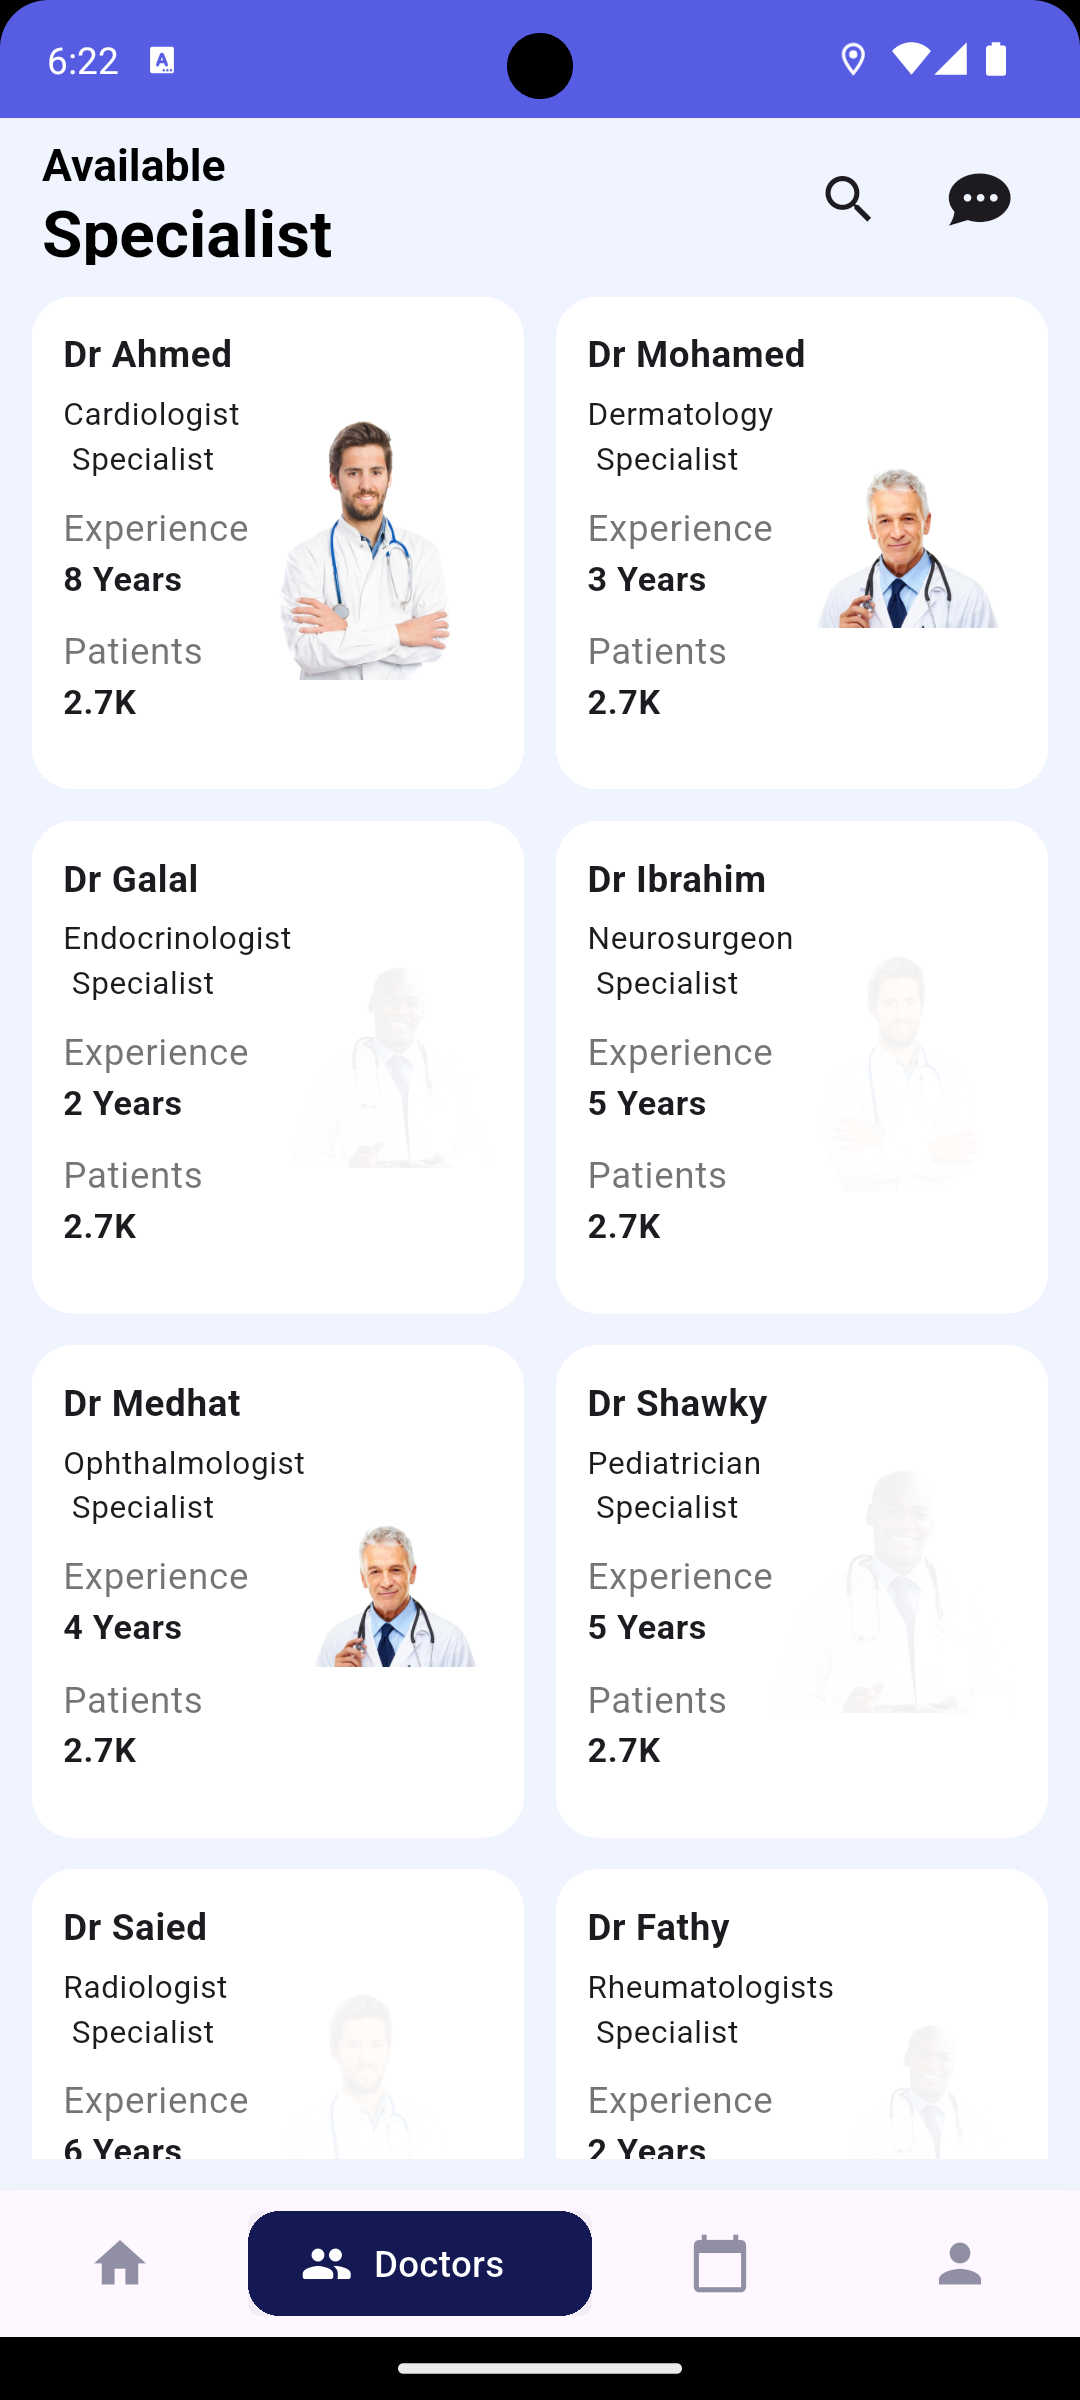 6:22
Available
Specialist
Dr Ahmed
Cardiologist
Specialist
Experience
8 Years
Patients
2.7K
Dr Mohamed
Dermatology
Specialist
Experience
3 Years
Patients
2.7K
Dr Galal
Endocrinologist
Specialist
Experience
2 Years
Patients
2.7K
Dr Ibrahim
Neurosurgeon
Specialist
Experience
5 Years
Patients
2.7K
Dr Medhat
Ophthalmologist
Specialist
Experience
4 Years
Patients
2.7K
Dr Shawky
Pediatrician
Specialist
Experience
5 Years
Patients
2.7K
Dr Saied
Radiologist
Specialist
Experience
6 Years
Dr Fathy
Rheumatologists
Specialist
Experience
2 Years
Doctors